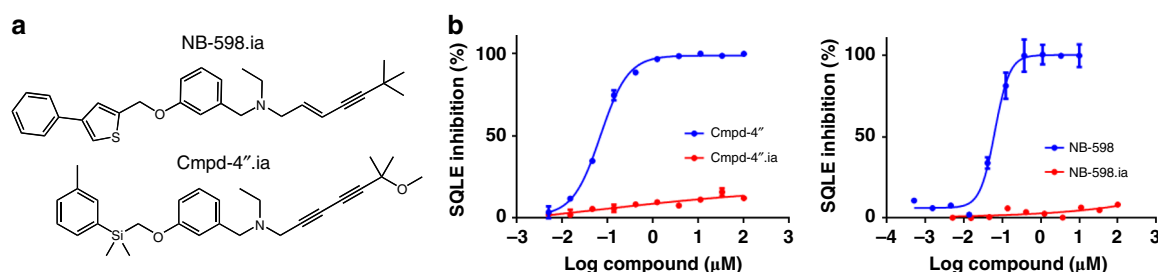 a
NB-598.ia
O
N
S
Cmpd-4″.ia
O
N
O
Si
b
SQLE inhibition (%)
100
50
0
Cmpd-4″
Cmpd-4″.ia
−3 −2 −1 0 1 2 3
Log compound (μM)
SQLE inhibition (%)
100
50
0
NB-598
NB-598.ia
−4 −3 −2 −1 0 1 2 3
Log compound (μM)